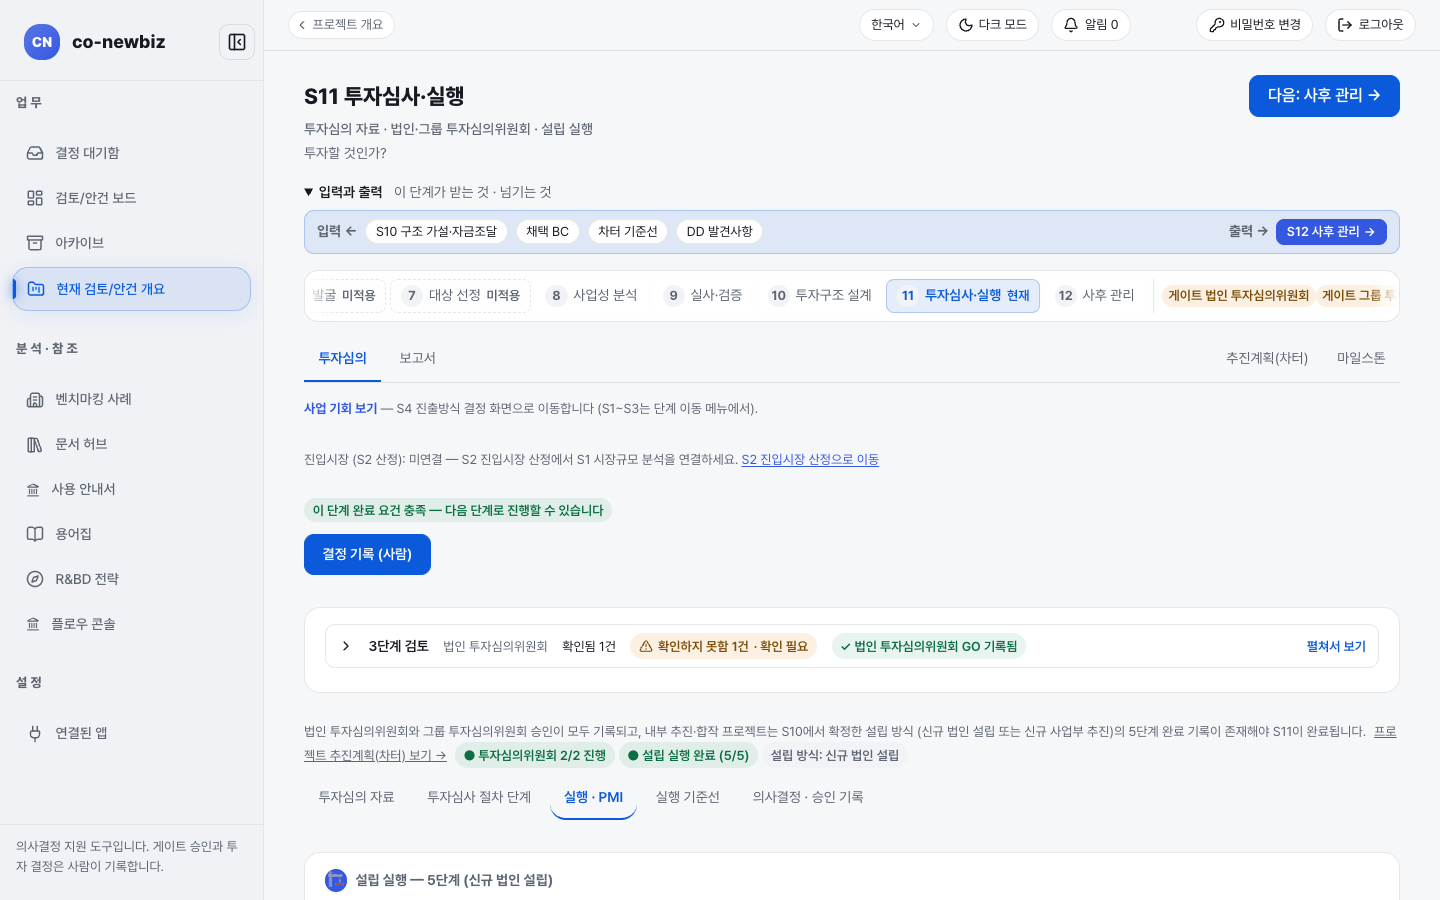 CN co-newbiz
업무
결정 대기함
검토/안건 보드
아카이브
현재 검토/안건 개요
분석·참조
벤치마킹 사례
문서 허브
사용 안내서
용어집
R&BD 전략
플로우 콘솔
설정
연결된 앱
의사결정 지원 도구입니다. 게이트 승인과 투
자 결정은 사람이 기록합니다.
프로젝트 개요
한국어
다크 모드
알림 0
비밀번호 변경
로그아웃
S11 투자심사·실행
다음: 사후 관리 →
투자심의 자료 · 법인·그룹 투자심의위원회 · 설립 실행
투자할 것인가?
▼ 입력과 출력 이 단계가 받는 것 · 넘기는 것
입력 ← S10 구조 가설·자금조달 채택 BC 차터 기준선 DD 발견사항 출력 → S12 사후 관리 →
발굴 미적용 7 대상 선정 미적용 8 사업성 분석 9 실사·검증 10 투자구조 설계 11 투자심사·실행 현재 12 사후 관리 게이트 법인 투자심의위원회 게이트 그룹
투자심의 보고서 추진계획(차터) 마일스톤
사업 기회 보기 — S4 진출방식 결정 화면으로 이동합니다 (S1~S3는 단계 이동 메뉴에서).
진입시장 (S2 산정): 미연결 — S2 진입시장 산정에서 S1 시장규모 분석을 연결하세요. S2 진입시장 산정으로 이동
이 단계 완료 요건 충족 — 다음 단계로 진행할 수 있습니다
결정 기록 (사람)
3단계 검토 법인 투자심의위원회 확인됨 1건 확인하지 못함 1건 · 확인 필요 ✓ 법인 투자심의위원회 GO 기록됨 펼쳐서 보기
법인 투자심의위원회와 그룹 투자심의위원회 승인이 모두 기록되고, 내부 추진·합작 프로젝트는 S10에서 확정한 설립 방식 (신규 법인 설립 또는 신규 사업부 추진)의 5단계 완료 기록이 존재해야 S11이 완료됩니다. 프로
젝트 추진계획(차터) 보기 → ● 투자심의위원회 2/2 진행 ● 설립 실행 완료 (5/5) 설립 방식: 신규 법인 설립
투자심의 자료 투자심사 절차 단계 실행 · PMI 실행 기준선 의사결정 · 승인 기록
설립 실행 — 5단계 (신규 법인 설립)